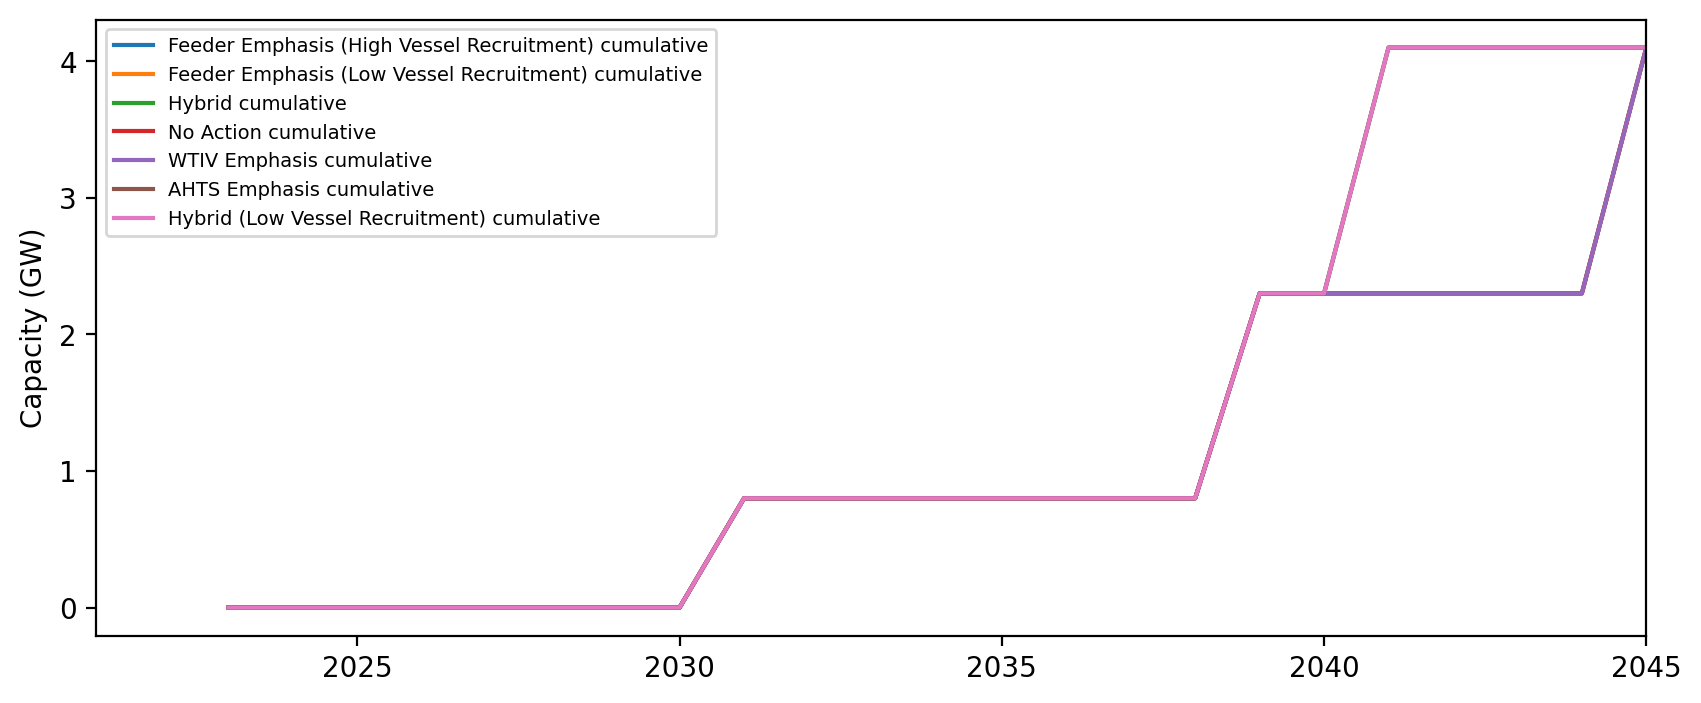 Feeder Emphasis (High Vessel Recruitment) cumulative
Feeder Emphasis (Low Vessel Recruitment) cumulative
Hybrid cumulative
No Action cumulative
WTIV Emphasis cumulative
AHTS Emphasis cumulative
Hybrid (Low Vessel Recruitment) cumulative
Capacity (GW)
4
3
2
1
0
2025 2030 2035 2040 2045